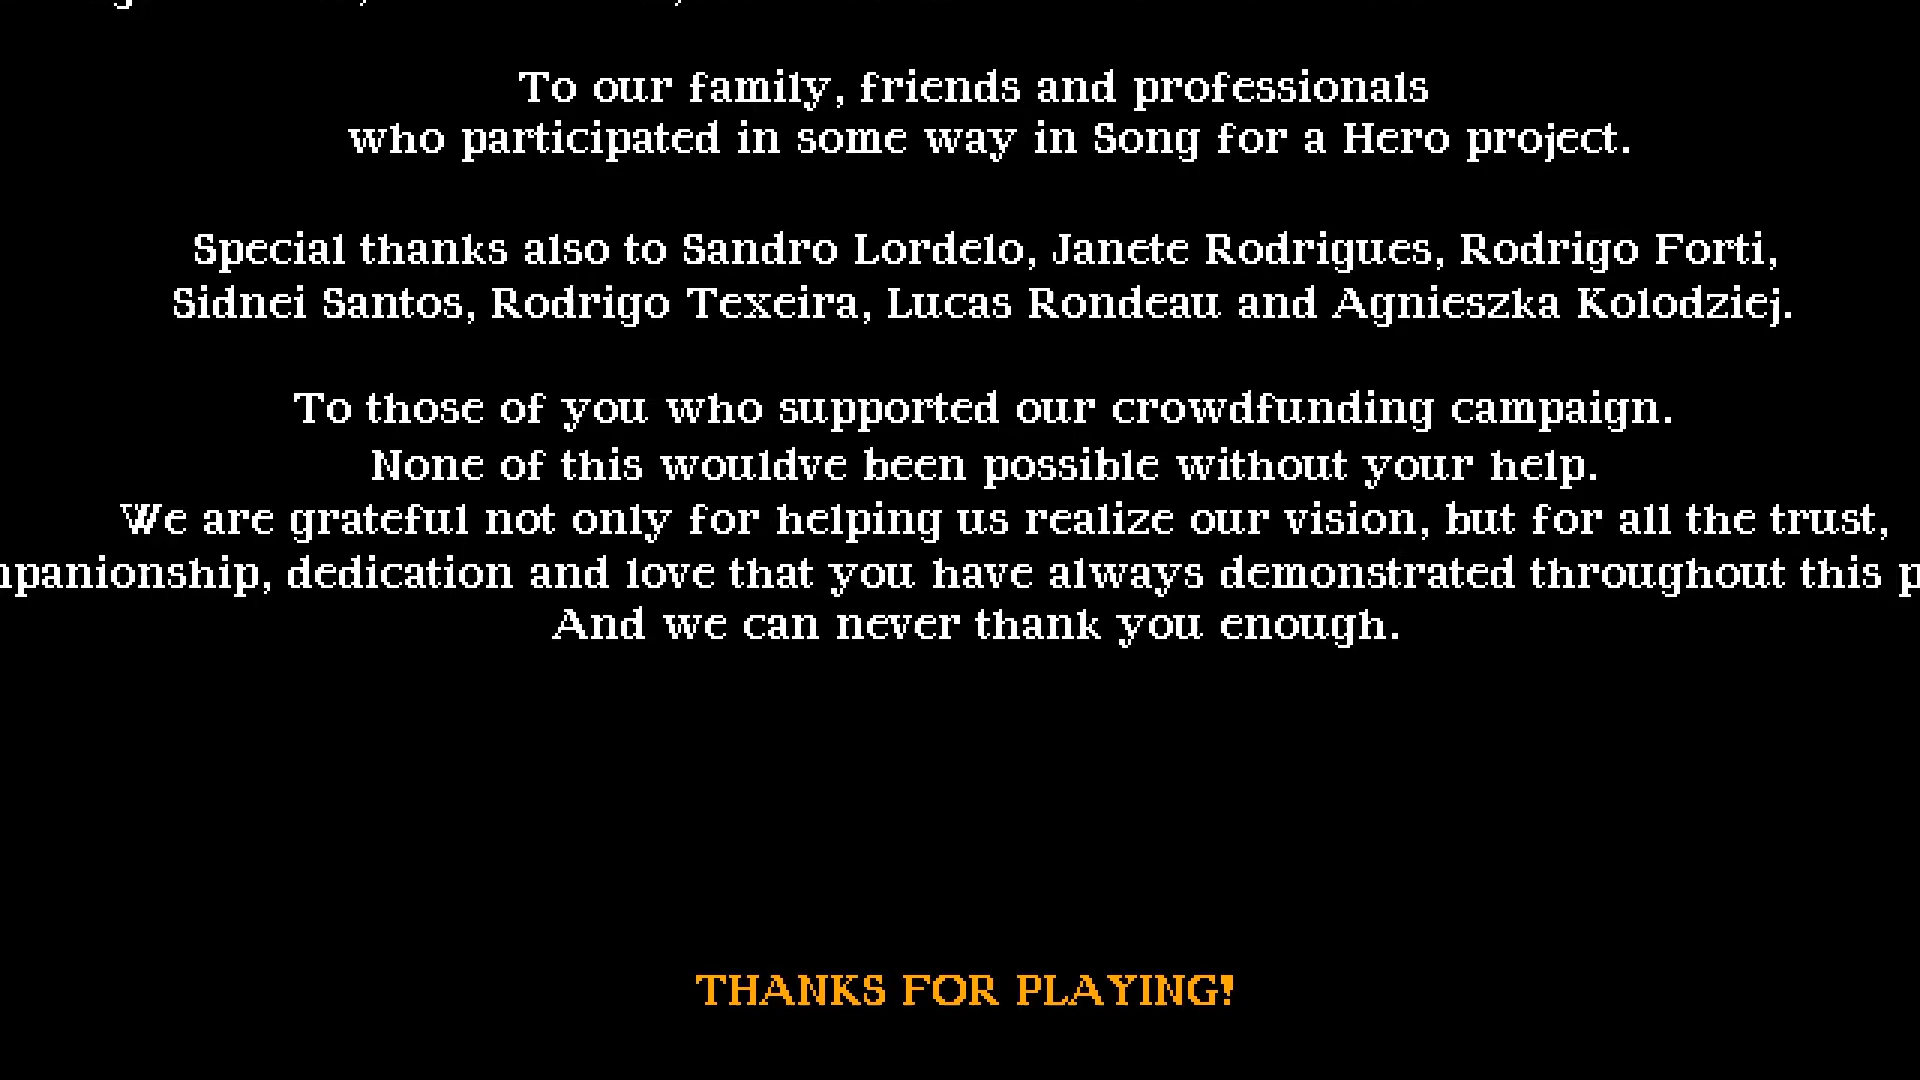 To our family, friends and professionals
who participated in some way in Song for a Hero project.
Special thanks also to Sandro Lordelo, Janete Rodrigues, Rodrigo Forti,
Sidnei Santos, Rodrigo Texeira, Lucas Rondeau and Agnieszka Kolodziej.
To those of you who supported our crowdfunding campaign.
None of this wouldve been possible without your help.
We are grateful not only for helping us realize our vision, but for all the trust,
mpanionship, dedication and love that you have always demonstrated throughout this p
And we can never thank you enough.
THANKS FOR PLAYING!